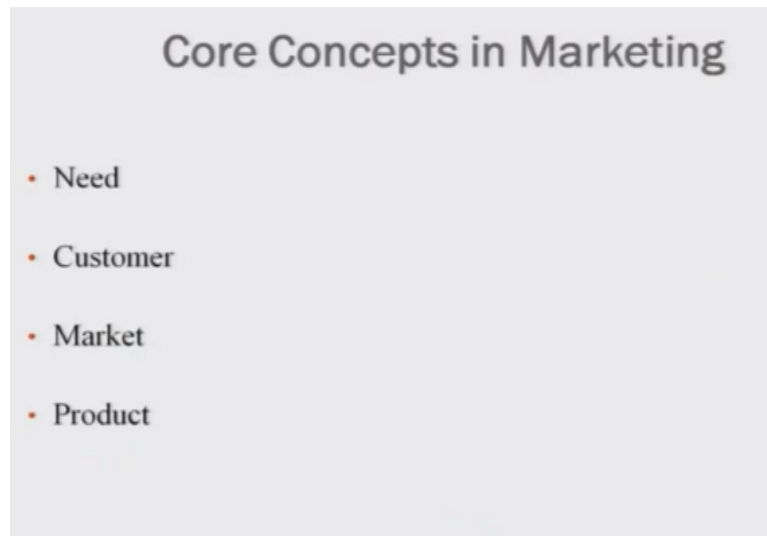 Core Concepts in Marketing
• Need
• Customer
• Market
• Product